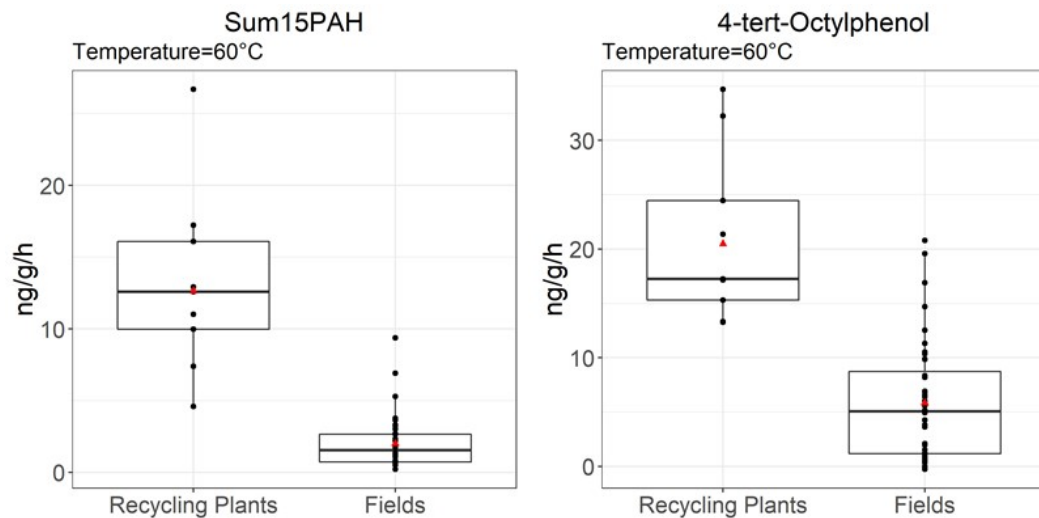 Sum15PAH
Temperature=60°C
ng/g/h
20
10
0
Recycling Plants Fields
4-tert-Octylphenol
Temperature=60°C
ng/g/h
30
20
10
0
Recycling Plants Fields